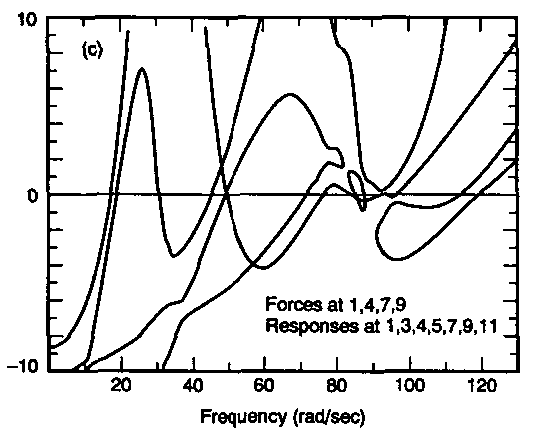 10
(c)
0
Forces at 1,4,7,9
Responses at 1,3,4,5,7,9,11
-10
20 40 60 80 100 120
Frequency (rad/sec)